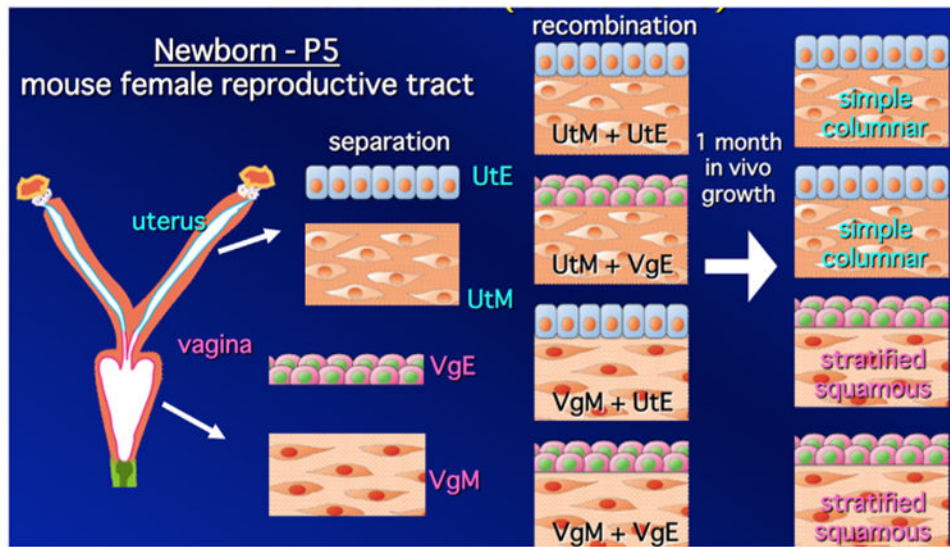 Newborn - P5
mouse female reproductive tract
uterus
vagina
separation
UtE
UtM
VgE
VgM
recombination
UtM + UtE
UtM + VgE
VgM + UtE
VgM + VgE
1 month
in vivo
growth
simple
columnar
simple
columnar
stratified
squamous
stratified
squamous